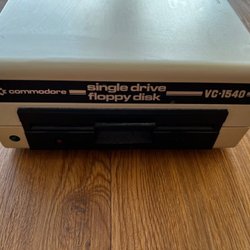 commodore
single drive
floppy disk
VC-1540